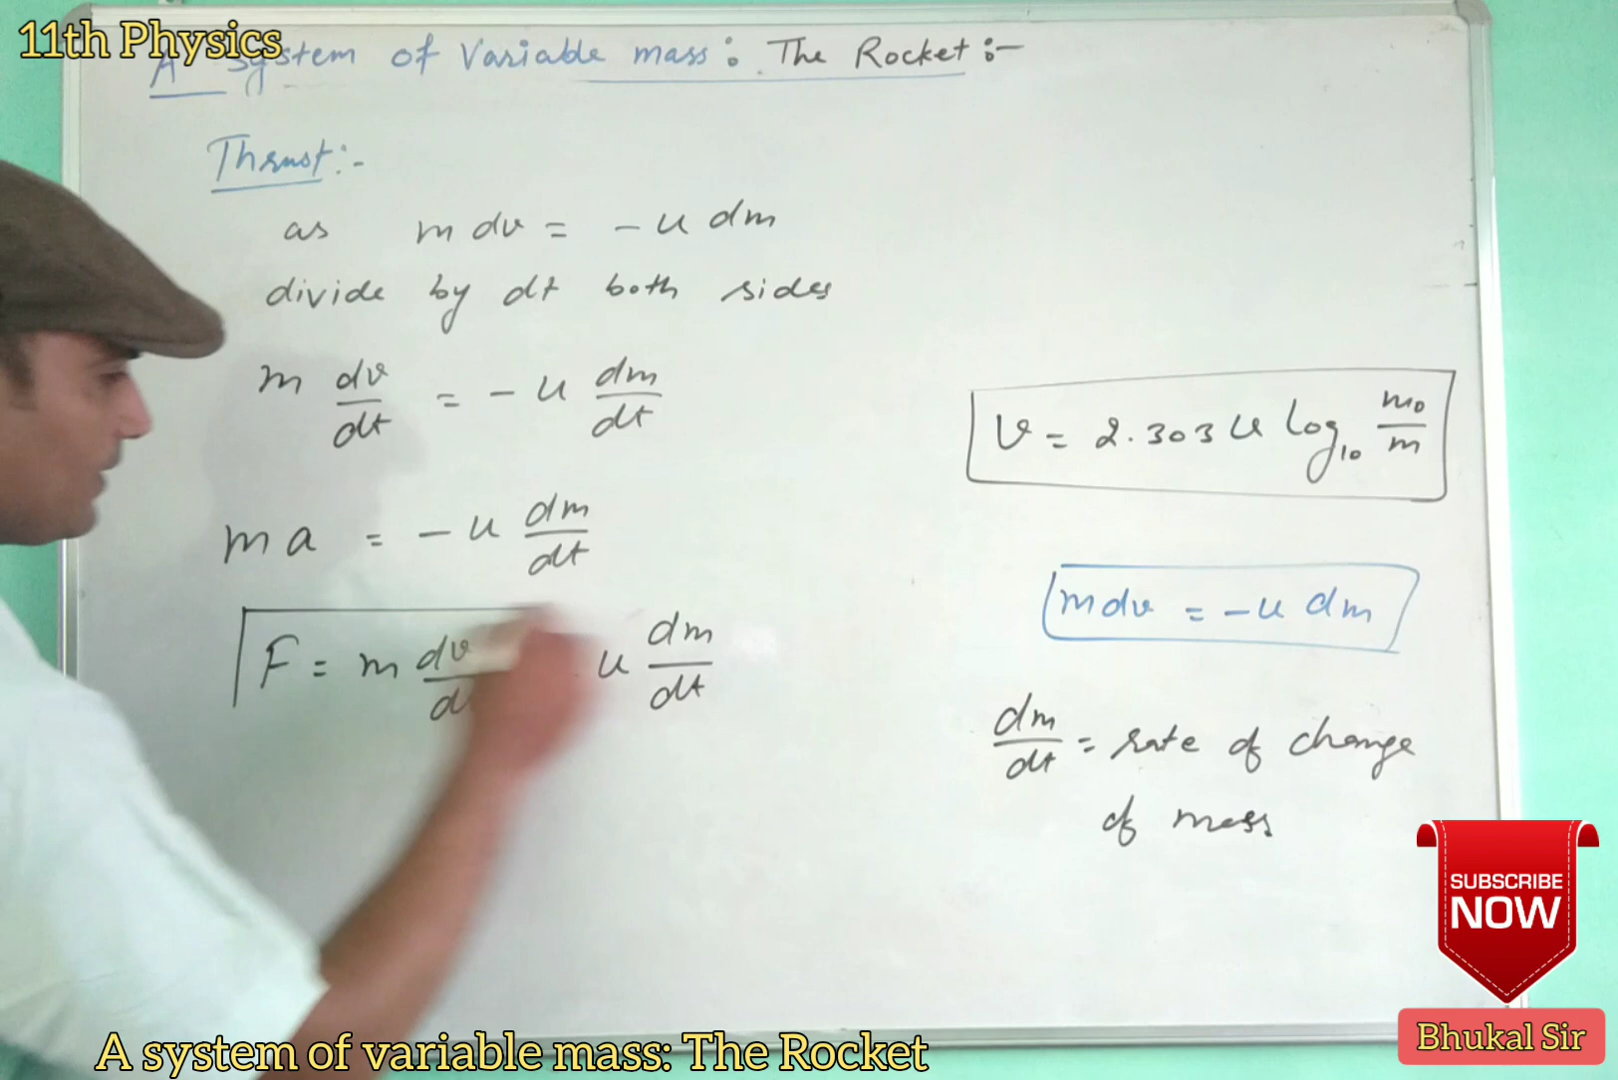 11th Physics
A System of Variable mass: The Rocket :-
Thrust :-
as m dv = - u dm
divide by dt both sides
m dv/dt = - u dm/dt
ma = - u dm/dt
F = m dv/d u dm/dt
v = 2.303 u log₁₀ m₀/m
mdv = - u dm
dm/dt = rate of change
of mass
SUBSCRIBE
NOW
Bhukal Sir
A system of variable mass: The Rocket